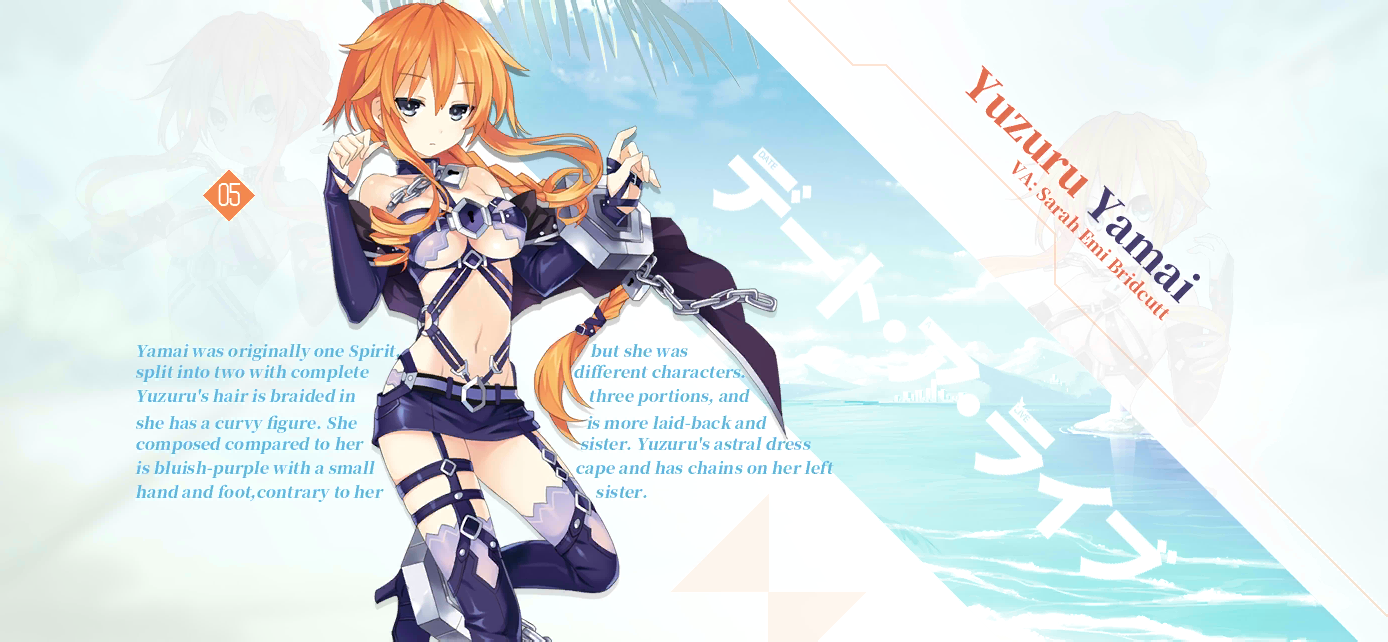 05
Yamai was originally one Spirit, but she was
split into two with complete different characters.
Yuzuru's hair is braided in three portions, and
she has a curvy figure. She is more laid-back and
composed compared to her sister. Yuzuru's astral dress
is bluish-purple with a small cape and has chains on her left
hand and foot,contrary to her sister.
デート・ア・ライブ
DATE
LIVE
Yuzuru Yamai
VA: Sarah Emi Bridcutt